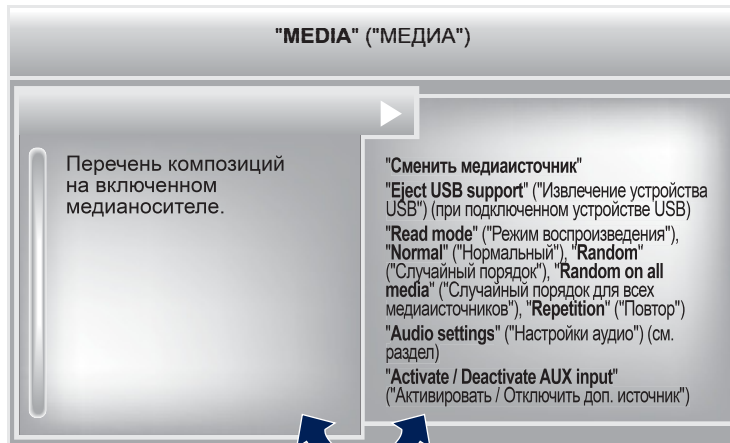 "MEDIA" ("МЕДИА")
Перечень композиций
на включенном
медианосителе.
"Сменить медиаисточник"
"Eject USB support" ("Извлечение устройства
USB") (при подключенном устройстве USB)
"Read mode" ("Режим воспроизведения"),
"Normal" ("Нормальный"), "Random"
("Случайный порядок"), "Random on all
media" ("Случайный порядок для всех
медиаисточников"), "Repetition" ("Повтор")
"Audio settings" ("Настройки аудио") (см.
раздел)
"Activate / Deactivate AUX input"
("Активировать / Отключить доп. источник")